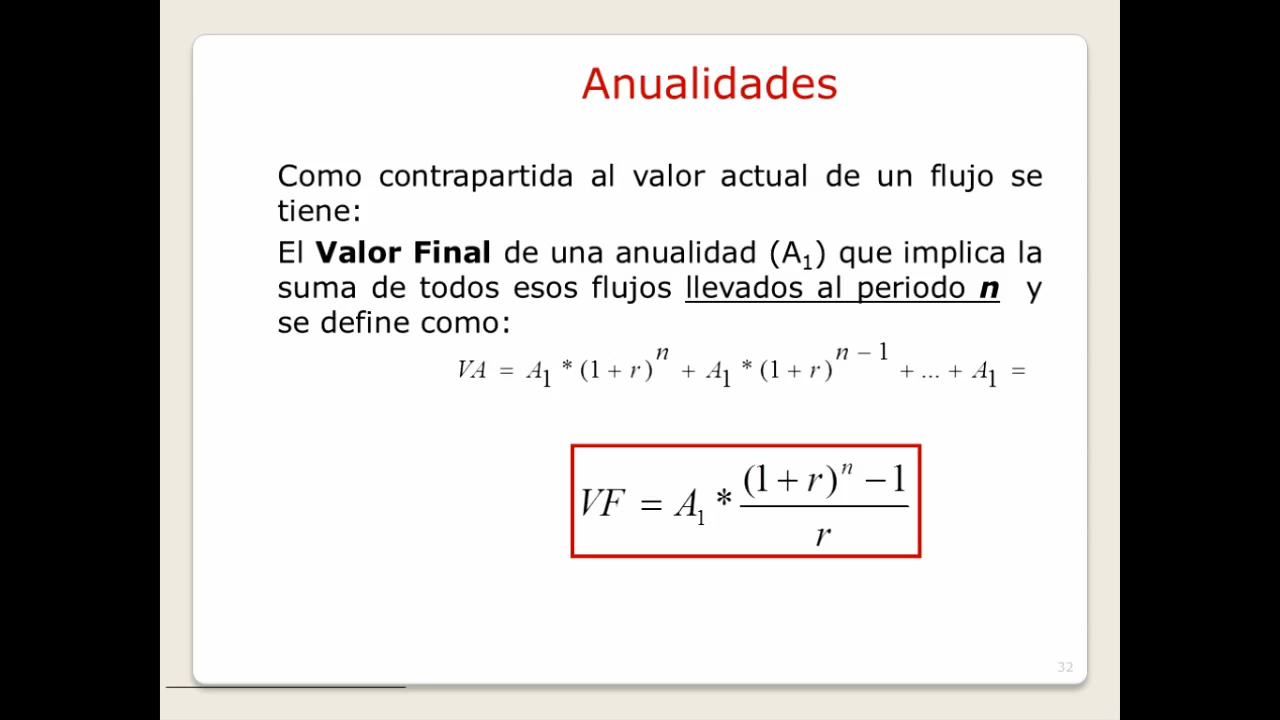 Anualidades
Como contrapartida al valor actual de un flujo se
tiene:
El Valor Final de una anualidad (A₁) que implica la
suma de todos esos flujos llevados al periodo n y
se define como:
VA = A₁ * (1 + r)ⁿ + A₁ * (1 + r)ⁿ⁻¹ + ... + A₁ =
VF = A₁ * ((1 + r)ⁿ − 1) / r
32